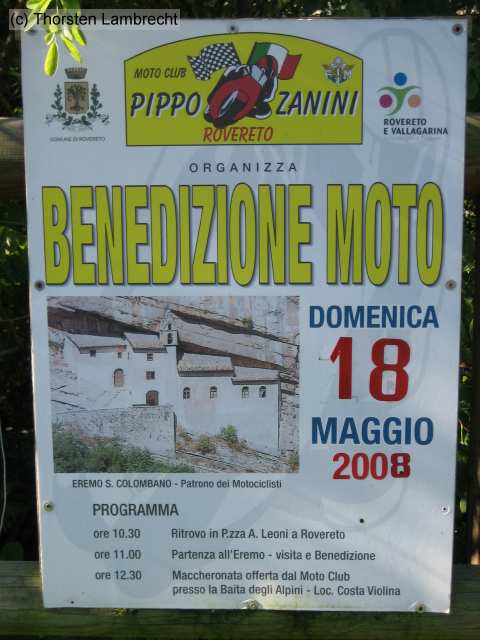 (c) Thorsten Lambrecht
MOTO CLUB
PIPPO ZANINI
ROVERETO
COMUNE DI ROVERETO
ROVERETO
E VALLAGARINA
ORGANIZZA
BENEDIZIONE MOTO
DOMENICA
18
MAGGIO
2008
EREMO S. COLOMBANO - Patrono dei Motociclisti
PROGRAMMA
ore 10.30 Ritrovo in P.zza A. Leoni a Rovereto
ore 11.00 Partenza all'Eremo - visita e Benedizione
ore 12.30 Maccheronata offerta dal Moto Club
presso la Baita degli Alpini - Loc. Costa Violina